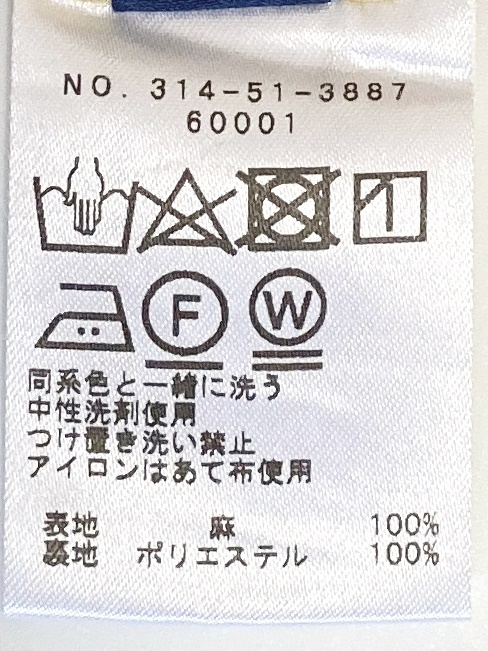 NO. 314-51-3887
60001
F W
同系色と一緒に洗う
中性洗剤使用
つけ置き洗い禁止
アイロンはあて布使用
表地 麻 100%
裏地 ポリエステル 100%